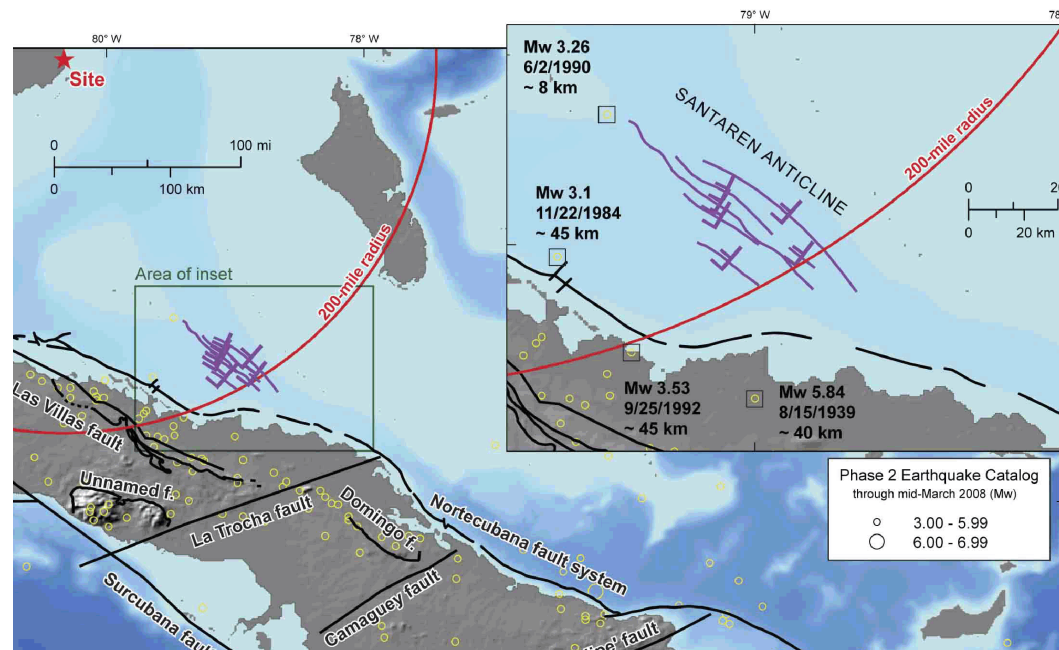 80° W
78° W
Site
0
100 mi
0
100 km
Area of inset
200-mile radius
Las Villas fault
Unnamed f.
La Trocha fault
Domingo f.
Nortecubana fault system
Camaguey fault
Surcubana fault
79° W
Mw 3.26
6/2/1990
~ 8 km
SANTAREN ANTICLINE
200-mile radius
Mw 3.1
11/22/1984
~ 45 km
0
0
20 km
Mw 3.53
9/25/1992
~ 45 km
Mw 5.84
8/15/1939
~ 40 km
Phase 2 Earthquake Catalog
through mid-March 2008 (Mw)
3.00 - 5.99
6.00 - 6.99